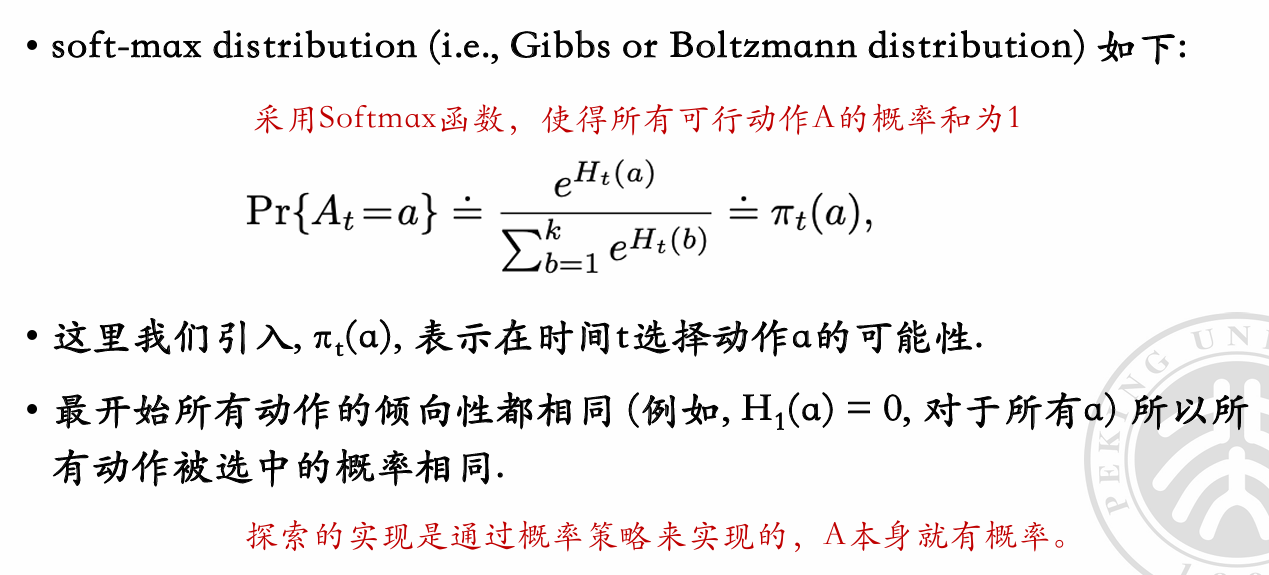 • soft-max distribution (i.e., Gibbs or Boltzmann distribution) 如下:
采用Softmax函数，使得所有可行动作A的概率和为1
Pr{A_t=a} ≐ e^{H_t(a)} / ∑_{b=1}^{k} e^{H_t(b)} ≐ π_t(a),
• 这里我们引入, π_t(a), 表示在时间t选择动作a的可能性.
• 最开始所有动作的倾向性都相同 (例如, H_1(a) = 0, 对于所有a) 所以所
有动作被选中的概率相同.
探索的实现是通过概率策略来实现的，A本身就有概率。
PEKING UNI